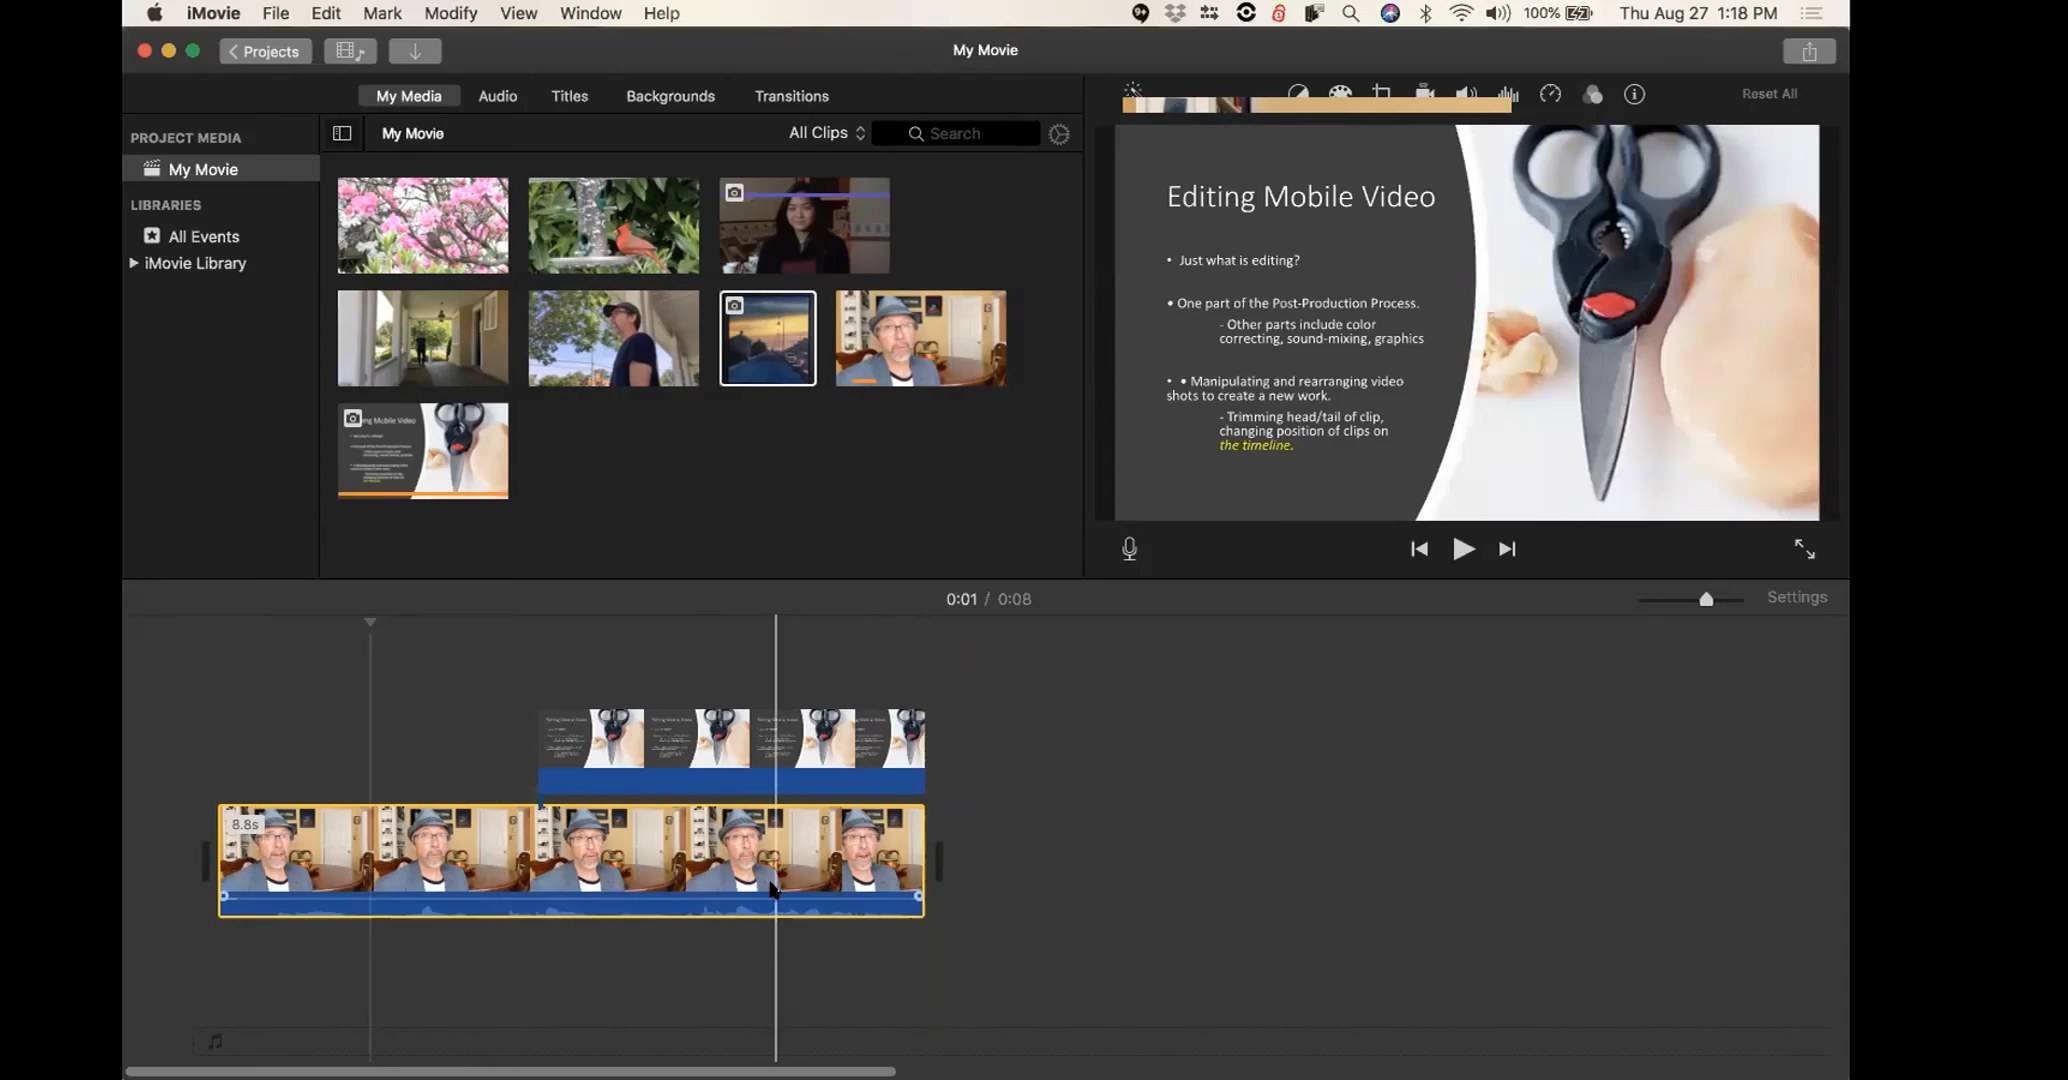 iMovie File Edit Mark Modify View Window Help 100% Thu Aug 27 1:18 PM
Projects My Movie
My Media Audio Titles Backgrounds Transitions Reset All
PROJECT MEDIA
My Movie
LIBRARIES
All Events
iMovie Library
My Movie All Clips Search
Editing Mobile Video
• Just what is editing?
• One part of the Post-Production Process.
- Other parts include color
correcting, sound-mixing, graphics
• • Manipulating and rearranging video
shots to create a new work.
- Trimming head/tail of clip,
changing position of clips on
the timeline.
0:01 / 0:08 Settings
8.8s